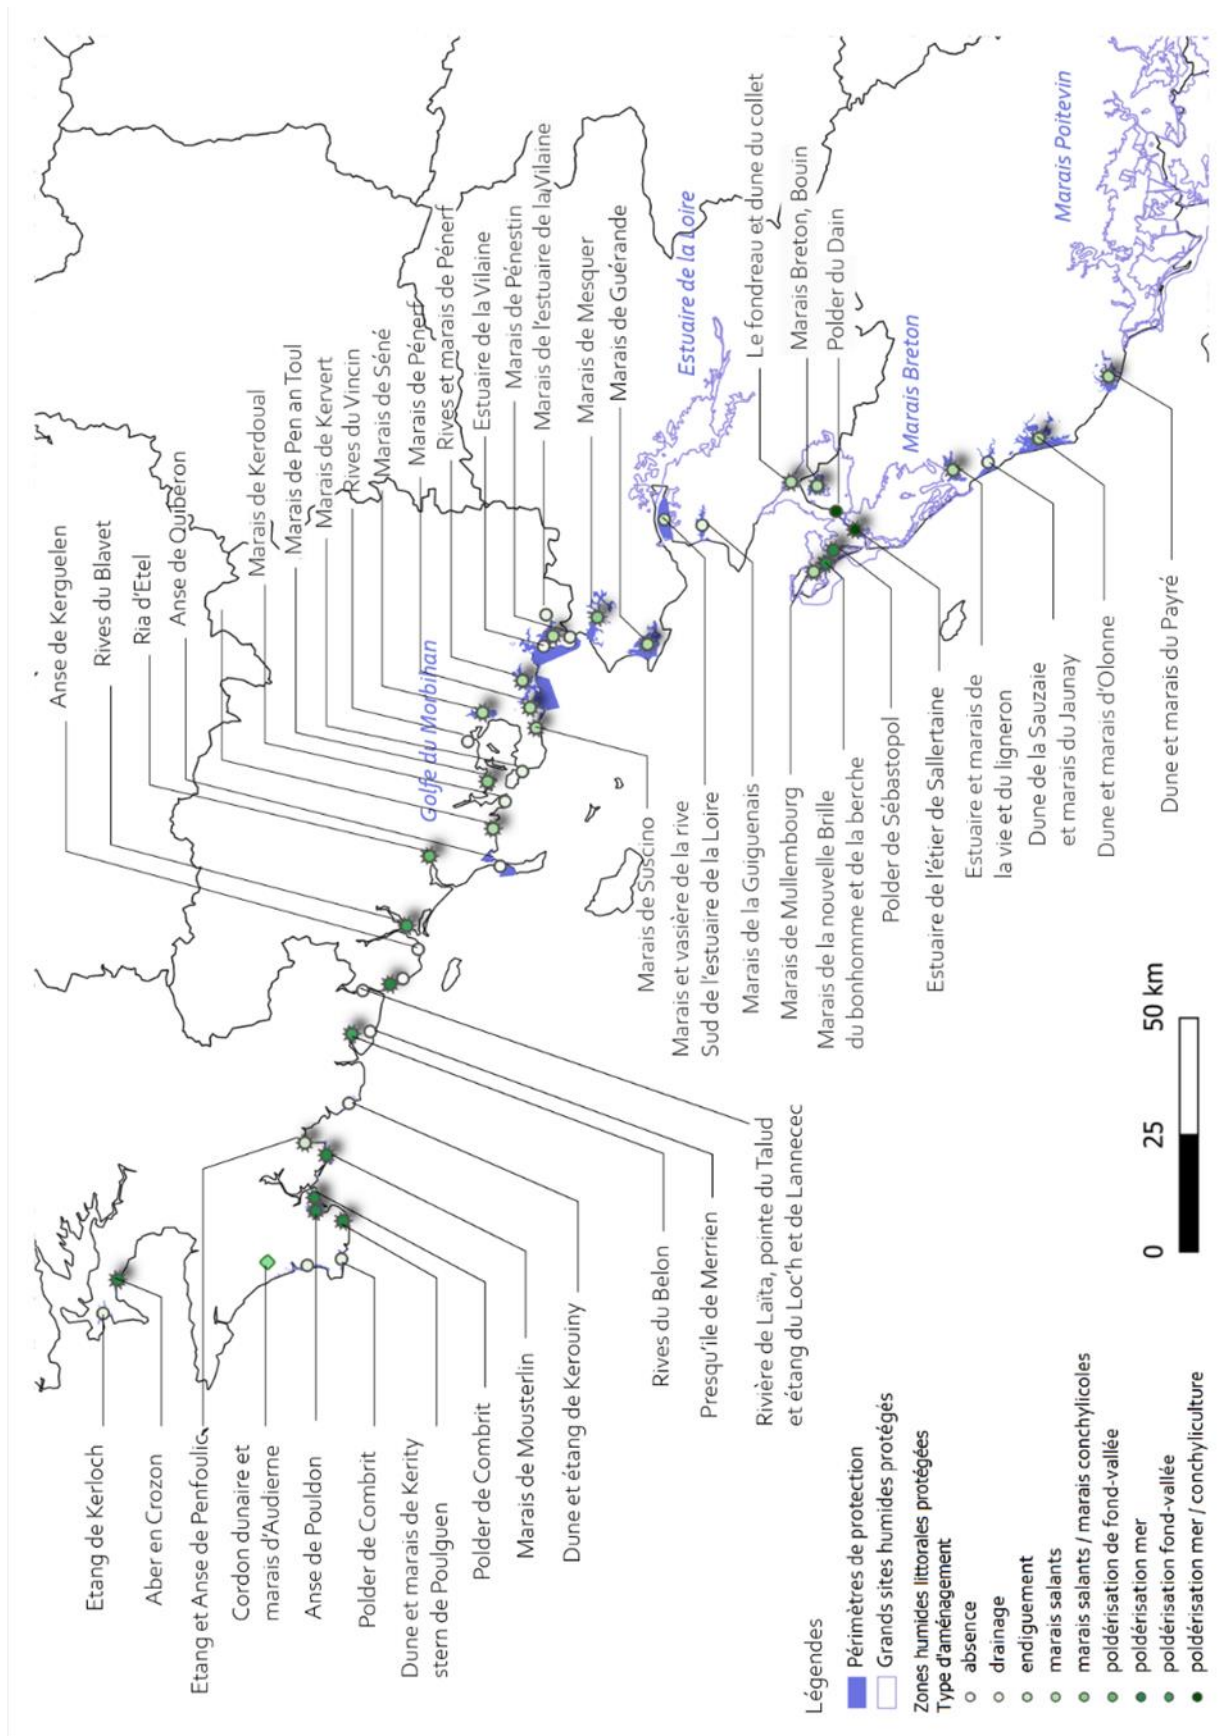 Anse de Kerguelen
Rives du Blavet
Ria d'Etel
Anse de Quiberon
Marais de Kerdoual
Marais de Pen an Toul
Marais de Kervert
Rives du Vincin
Marais de Séné
Marais de Pénerf
Rives et marais de Pénerf
Estuaire de la Vilaine
Marais de Pénestin
Marais de l'estuaire de la Vilaine
Marais de Mesquer
Marais de Guérande
Estuaire de la Loire
Le fondreau et dune du collet
Marais Breton, Bouin
Polder du Dain
Marais Breton
Marais Poitevin
Golfe du Morbihan
Etang de Kerloch
Aber en Crozon
Etang et Anse de Penfoulic
Cordon dunaire et
marais d'Audierne
Anse de Pouldon
Polder de Combrit
Dune et marais de Kerity
stern de Poulguen
Polder de Combrit
Marais de Mousterlin
Dune et étang de Kerouiny
Rives du Belon
Presqu'ile de Merrien
Rivière de Laïta, pointe du Talud
et étang du Loc'h et de Lannecec
Marais de Suscino
Marais et vasière de la rive
Sud de l'estuaire de la Loire
Marais de la Guiguenais
Marais de Mullembourg
Marais de la nouvelle Brille
du bonhomme et de la berche
Polder de Sébastopol
Estuaire de l'étier de Sallertaine
Estuaire et marais de
la vie et du ligneron
Dune de la Sauzaie
et marais du Jaunay
Dune et marais d'Olonne
Dune et marais du Payré
0 25 50 km
Légendes
Périmètres de protection
Grands sites humides protégés
Zones humides littorales protégées
Type d'aménagement
absence
drainage
endiguement
marais salants
marais salants / marais conchylicoles
poldérisation de fond-vallée
poldérisation mer
poldérisation fond-vallée
poldérisation mer / conchyliculture